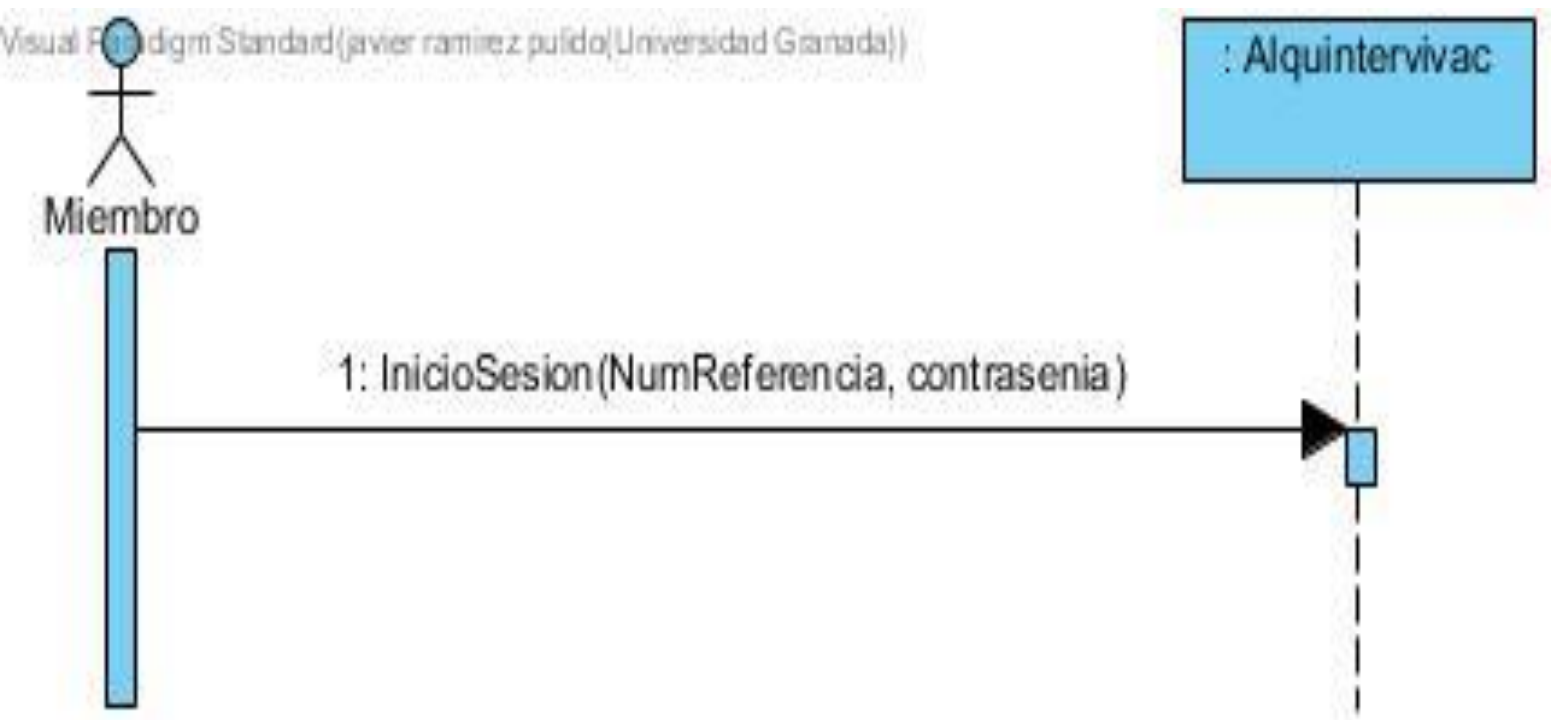 Visual Paradigm Standard(javier ramirez pulido(Universidad Granada))
: Alquintervivac
Miembro
1: InicioSesion(NumReferencia, contrasenia)